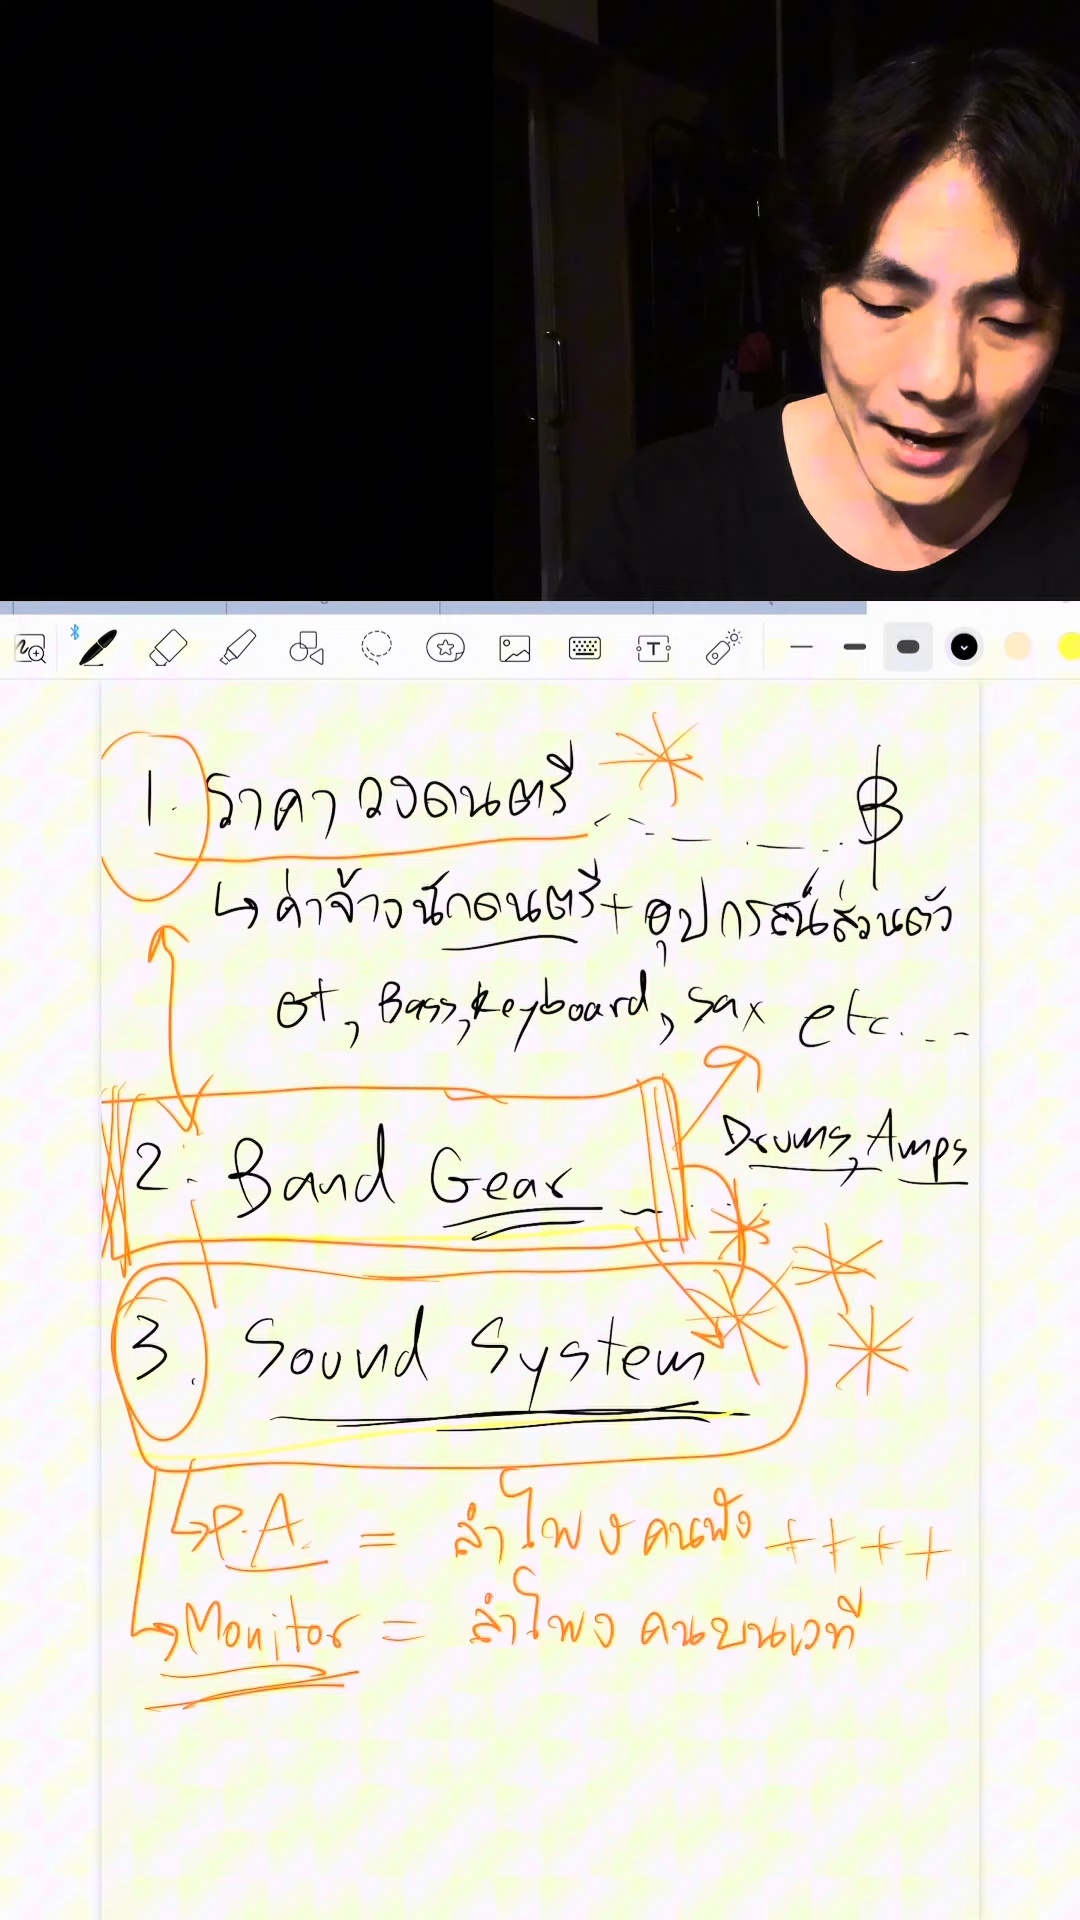 1. ราคาวงดนตรี ฿
↳ ค่าจ้างนักดนตรี + อุปกรณ์ส่วนตัว
Gt, Bass, Keyboard, Sax etc...
Drums, Amps
2. Band Gear
3. Sound System
↳ P.A. = ลำโพงคนฟัง ++++
↳ Monitor = ลำโพงคนบนเวที